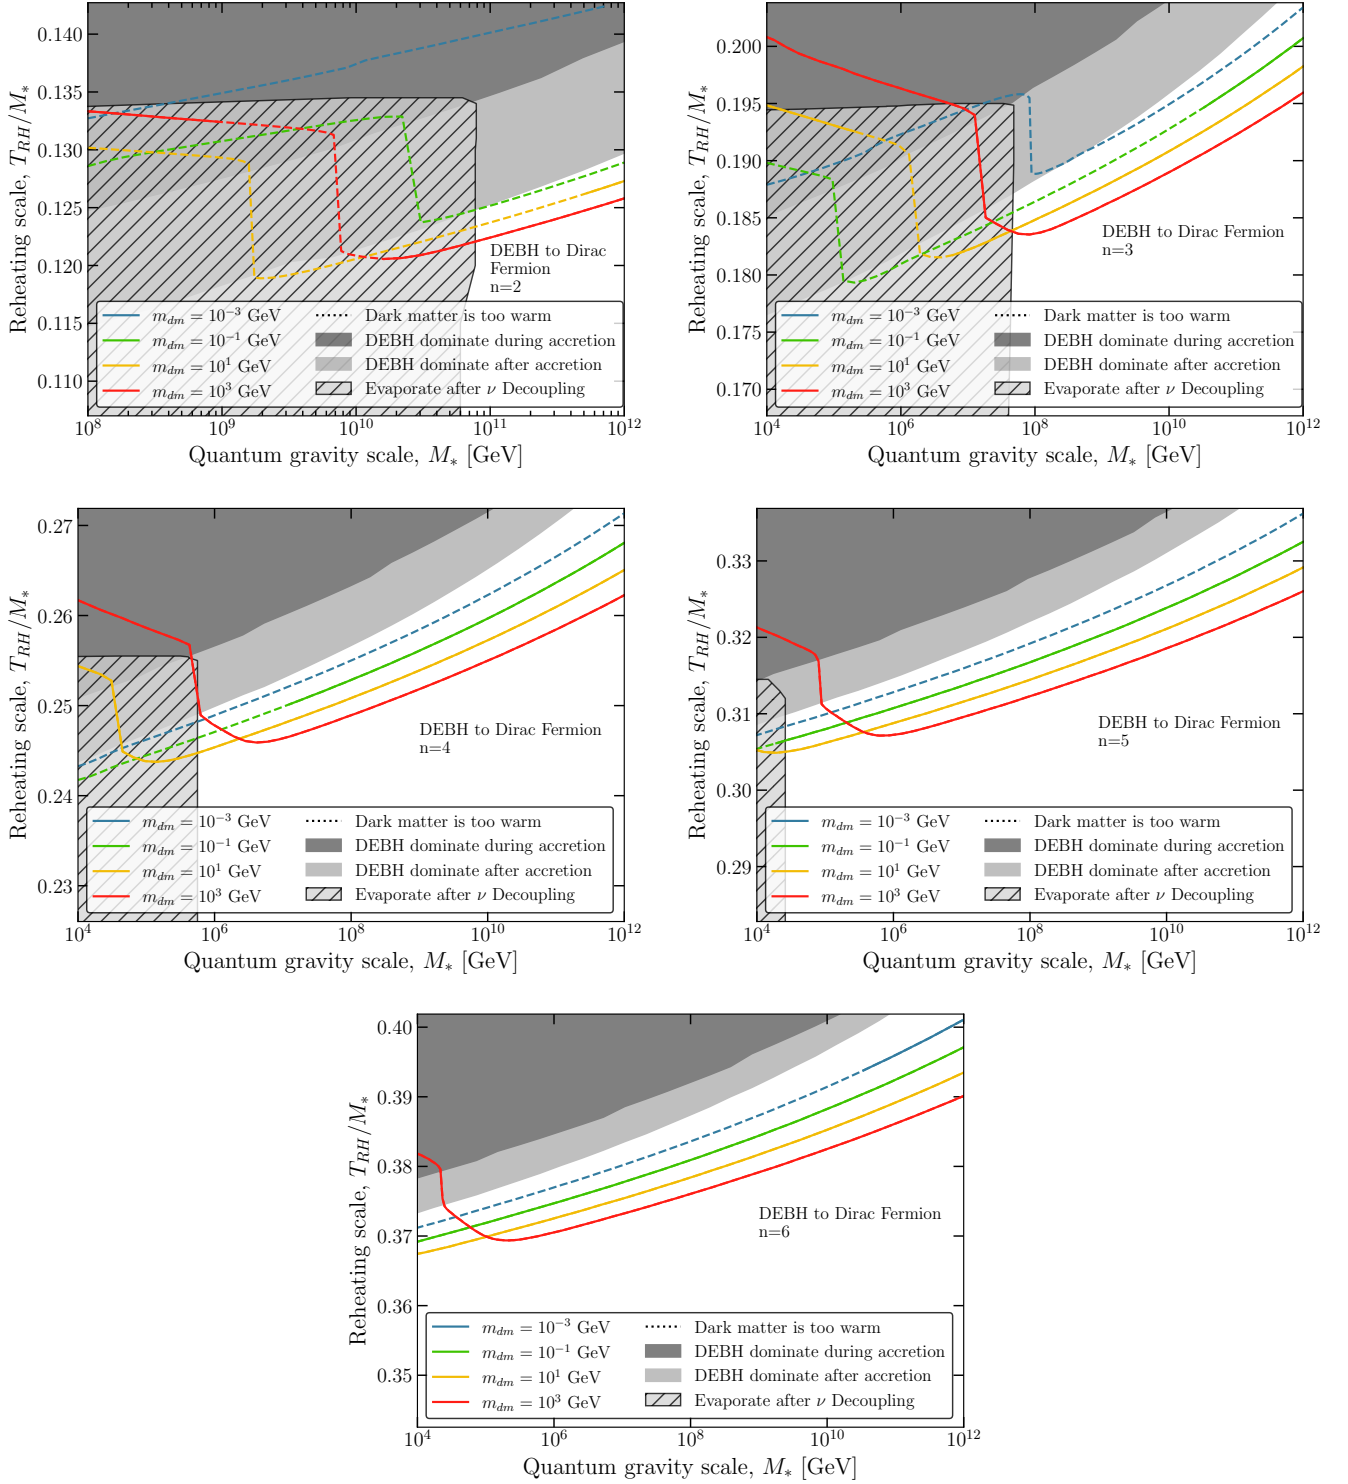 Reheating scale, T_RH/M_*
0.140
0.135
0.130
0.125
0.120
0.115
0.110
DEBH to Dirac
Fermion
n=2
m_dm = 10^-3 GeV
m_dm = 10^-1 GeV
m_dm = 10^1 GeV
m_dm = 10^3 GeV
Dark matter is too warm
DEBH dominate during accretion
DEBH dominate after accretion
Evaporate after ν Decoupling
10^8 10^9 10^10 10^11 10^12
Quantum gravity scale, M_* [GeV]
Reheating scale, T_RH/M_*
0.200
0.195
0.190
0.185
0.180
0.175
0.170
DEBH to Dirac Fermion
n=3
m_dm = 10^-3 GeV
m_dm = 10^-1 GeV
m_dm = 10^1 GeV
m_dm = 10^3 GeV
Dark matter is too warm
DEBH dominate during accretion
DEBH dominate after accretion
Evaporate after ν Decoupling
10^4 10^6 10^8 10^10 10^12
Quantum gravity scale, M_* [GeV]
Reheating scale, T_RH/M_*
0.27
0.26
0.25
0.24
0.23
DEBH to Dirac Fermion
n=4
m_dm = 10^-3 GeV
m_dm = 10^-1 GeV
m_dm = 10^1 GeV
m_dm = 10^3 GeV
Dark matter is too warm
DEBH dominate during accretion
DEBH dominate after accretion
Evaporate after ν Decoupling
10^4 10^6 10^8 10^10 10^12
Quantum gravity scale, M_* [GeV]
Reheating scale, T_RH/M_*
0.33
0.32
0.31
0.30
0.29
DEBH to Dirac Fermion
n=5
m_dm = 10^-3 GeV
m_dm = 10^-1 GeV
m_dm = 10^1 GeV
m_dm = 10^3 GeV
Dark matter is too warm
DEBH dominate during accretion
DEBH dominate after accretion
Evaporate after ν Decoupling
10^4 10^6 10^8 10^10 10^12
Quantum gravity scale, M_* [GeV]
Reheating scale, T_RH/M_*
0.40
0.39
0.38
0.37
0.36
0.35
DEBH to Dirac Fermion
n=6
m_dm = 10^-3 GeV
m_dm = 10^-1 GeV
m_dm = 10^1 GeV
m_dm = 10^3 GeV
Dark matter is too warm
DEBH dominate during accretion
DEBH dominate after accretion
Evaporate after ν Decoupling
10^4 10^6 10^8 10^10 10^12
Quantum gravity scale, M_* [GeV]